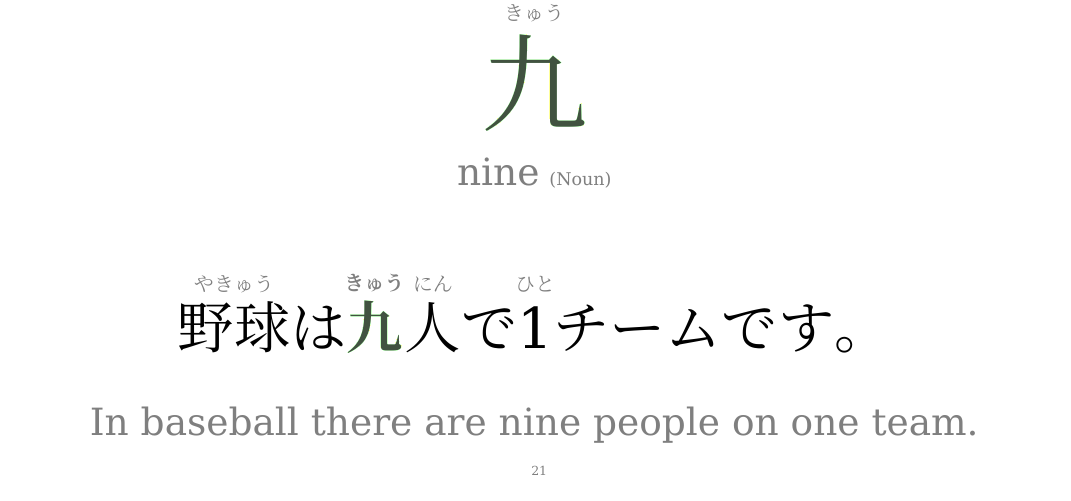 きゅう
九
nine (Noun)
やきゅう きゅう にん ひと
野球は九人で1チームです。
In baseball there are nine people on one team.
21